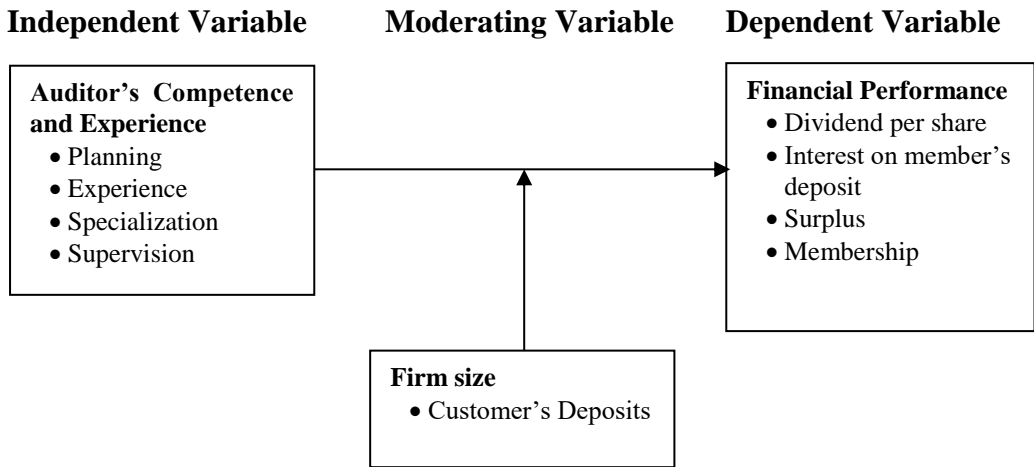 Independent Variable
Moderating Variable
Dependent Variable
Auditor's Competence
and Experience
• Planning
• Experience
• Specialization
• Supervision
Financial Performance
• Dividend per share
• Interest on member's
deposit
• Surplus
• Membership
Firm size
• Customer's Deposits